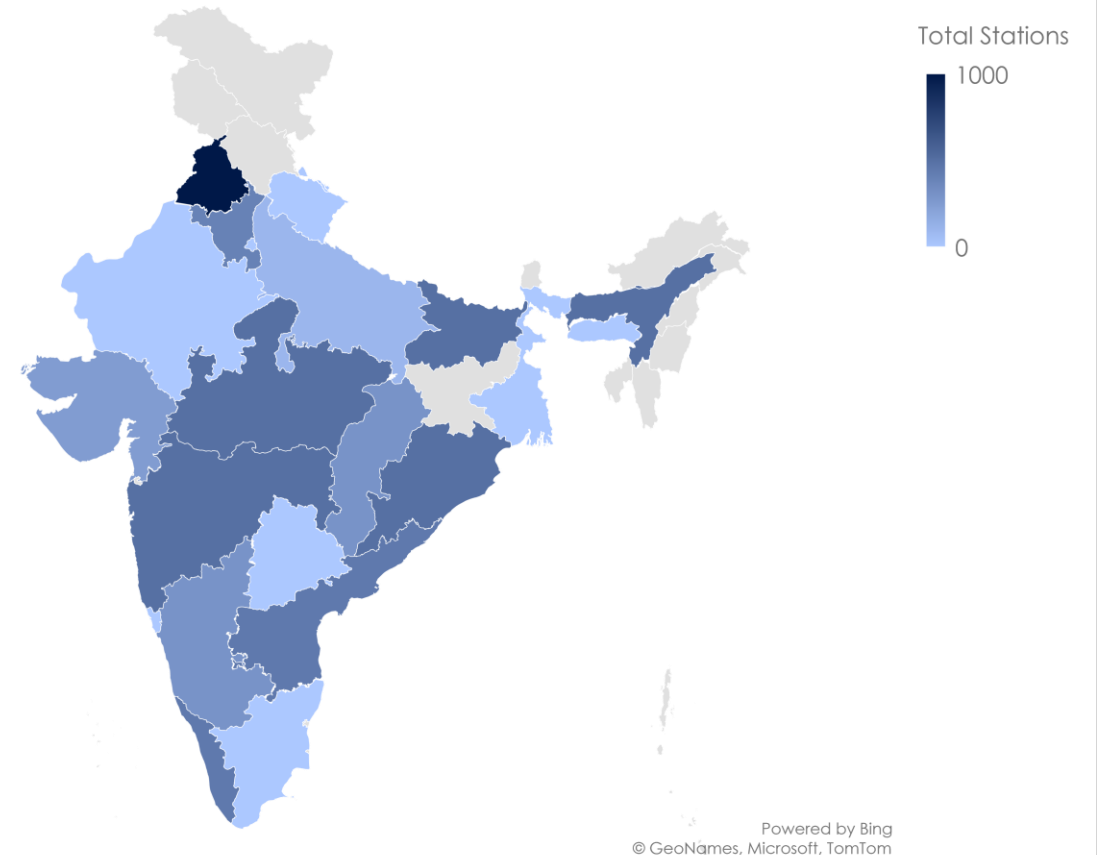 Total Stations
1000
0
Powered by Bing
© GeoNames, Microsoft, TomTom